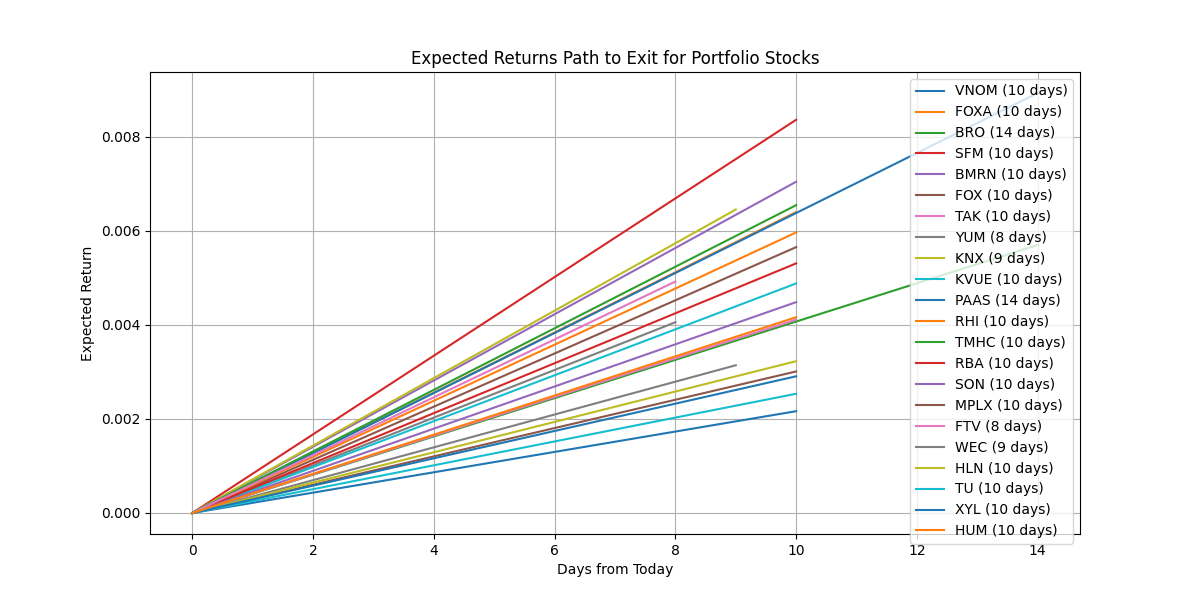 Expected Returns Path to Exit for Portfolio Stocks
VNOM (10 days)
FOXA (10 days)
BRO (14 days)
SFM (10 days)
BMRN (10 days)
FOX (10 days)
TAK (10 days)
YUM (8 days)
KNX (9 days)
KVUE (10 days)
PAAS (14 days)
RHI (10 days)
TMHC (10 days)
RBA (10 days)
SON (10 days)
MPLX (10 days)
FTV (8 days)
WEC (9 days)
HLN (10 days)
TU (10 days)
XYL (10 days)
HUM (10 days)
0.008
0.006
0.004
0.002
0.000
Expected Return
0 2 4 6 8 10 12 14
Days from Today